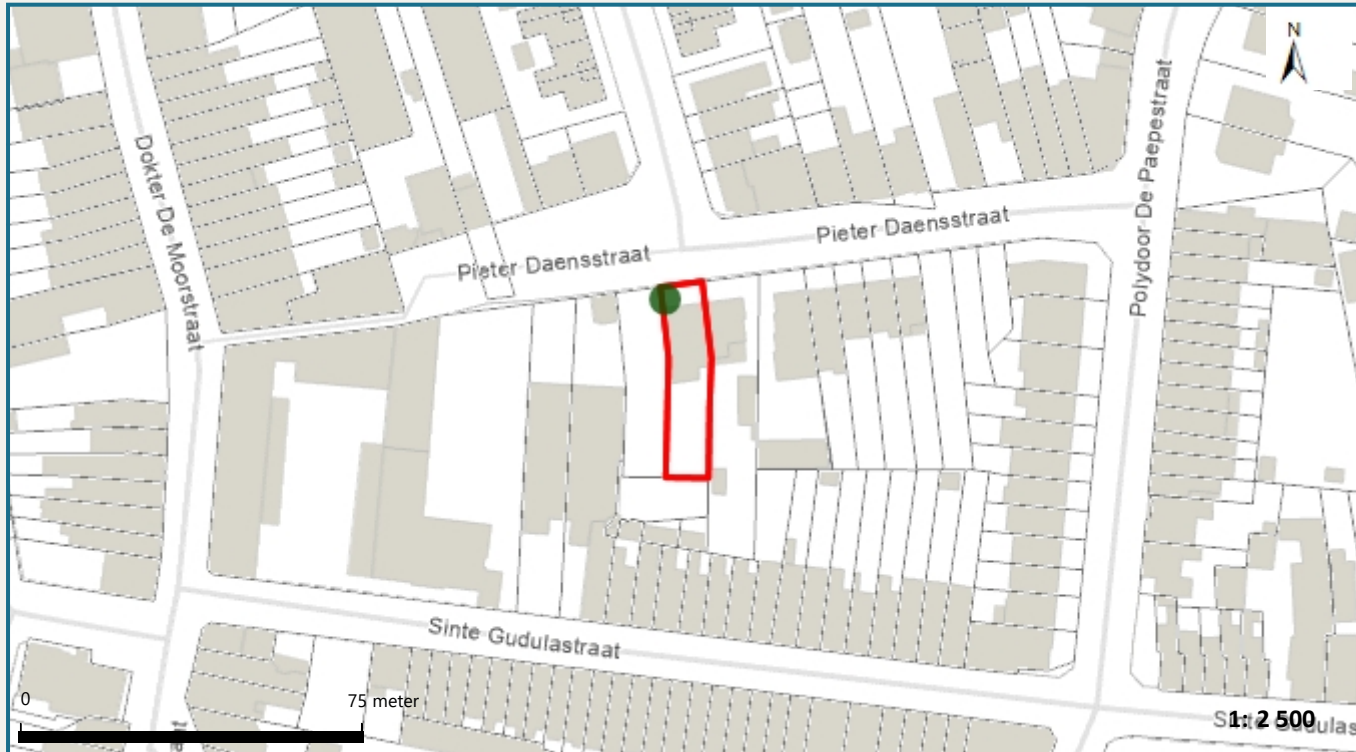 N
Dokter De Moorstraat
Pieter Daensstraat
Pieter Daensstraat
Polydoor De Paepestraat
Sinte Gudulastraat
0
75 meter
1: 2 500